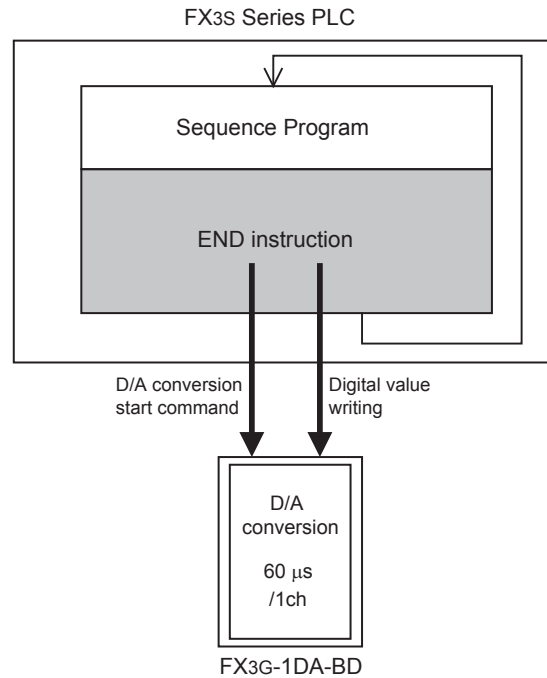 FX3S Series PLC
Sequence Program
END instruction
D/A conversion
start command
Digital value
writing
D/A
conversion
60 μs
/1ch
FX3G-1DA-BD